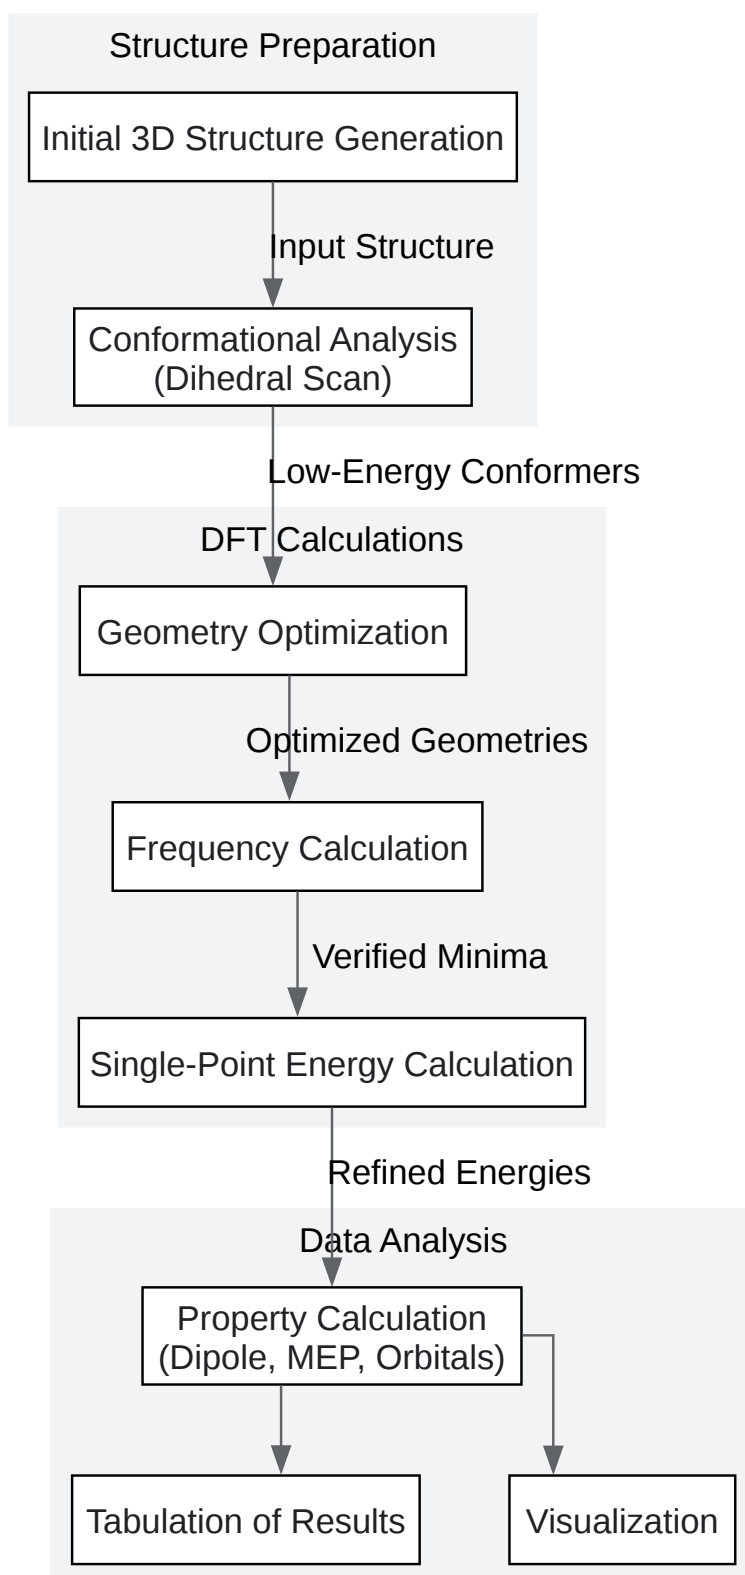 Structure Preparation
Initial 3D Structure Generation
Input Structure
Conformational Analysis
(Dihedral Scan)
Low-Energy Conformers
DFT Calculations
Geometry Optimization
Optimized Geometries
Frequency Calculation
Verified Minima
Single-Point Energy Calculation
Refined Energies
Data Analysis
Property Calculation
(Dipole, MEP, Orbitals)
Tabulation of Results
Visualization